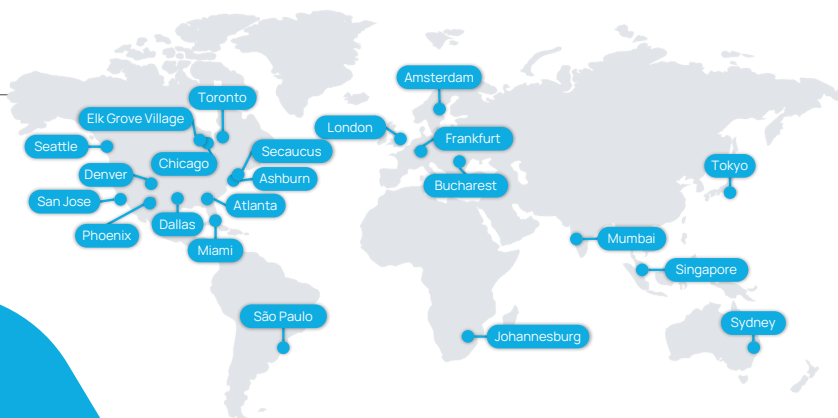 Amsterdam
Toronto
Elk Grove Village
London
Frankfurt
Seattle
Secaucus
Chicago
Tokyo
Denver
Ashburn
Bucharest
San Jose
Atlanta
Dallas
Phoenix
Mumbai
Miami
Singapore
São Paulo
Sydney
Johannesburg